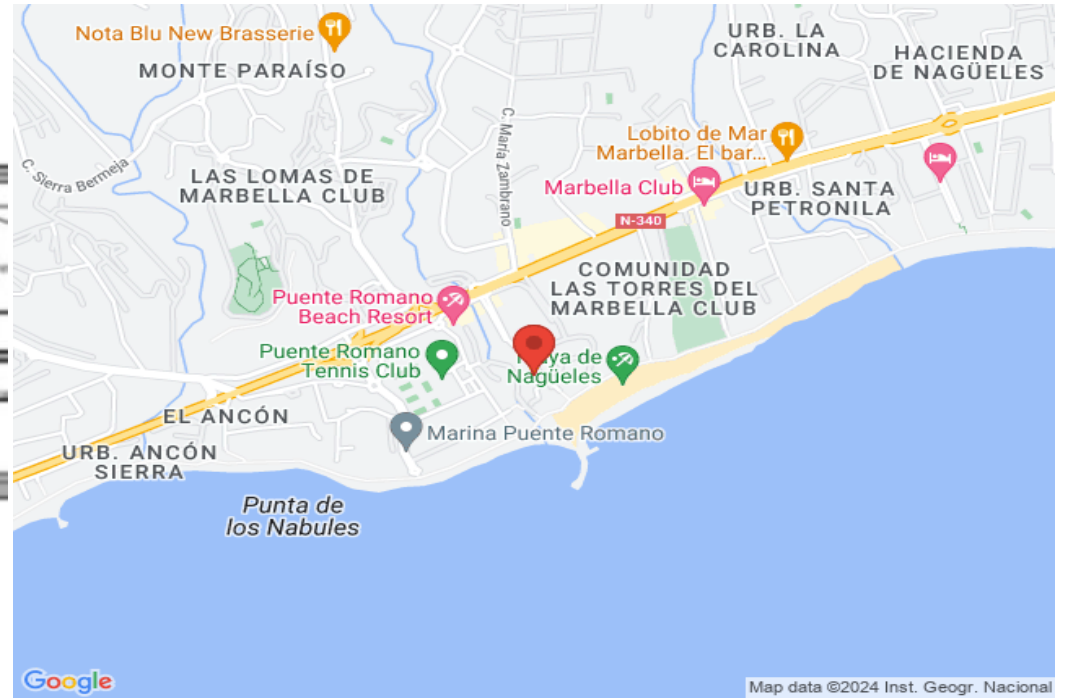 Nota Blu New Brasserie
MONTE PARAÍSO
URB. LA
CAROLINA
HACIENDA
DE NAGÜELES
C. María Zambrano
Lobito de Mar
Marbella. El bar...
C. Sierra Bermeja
LAS LOMAS DE
MARBELLA CLUB
Marbella Club
URB. SANTA
PETRONILA
N-340
COMUNIDAD
LAS TORRES DEL
MARBELLA CLUB
Puente Romano
Beach Resort
Puente Romano
Tennis Club
Playa de
Nagüeles
EL ANCÓN
Marina Puente Romano
URB. ANCÓN
SIERRA
Punta de
los Nabules
Google
Map data ©2024 Inst. Geogr. Nacional